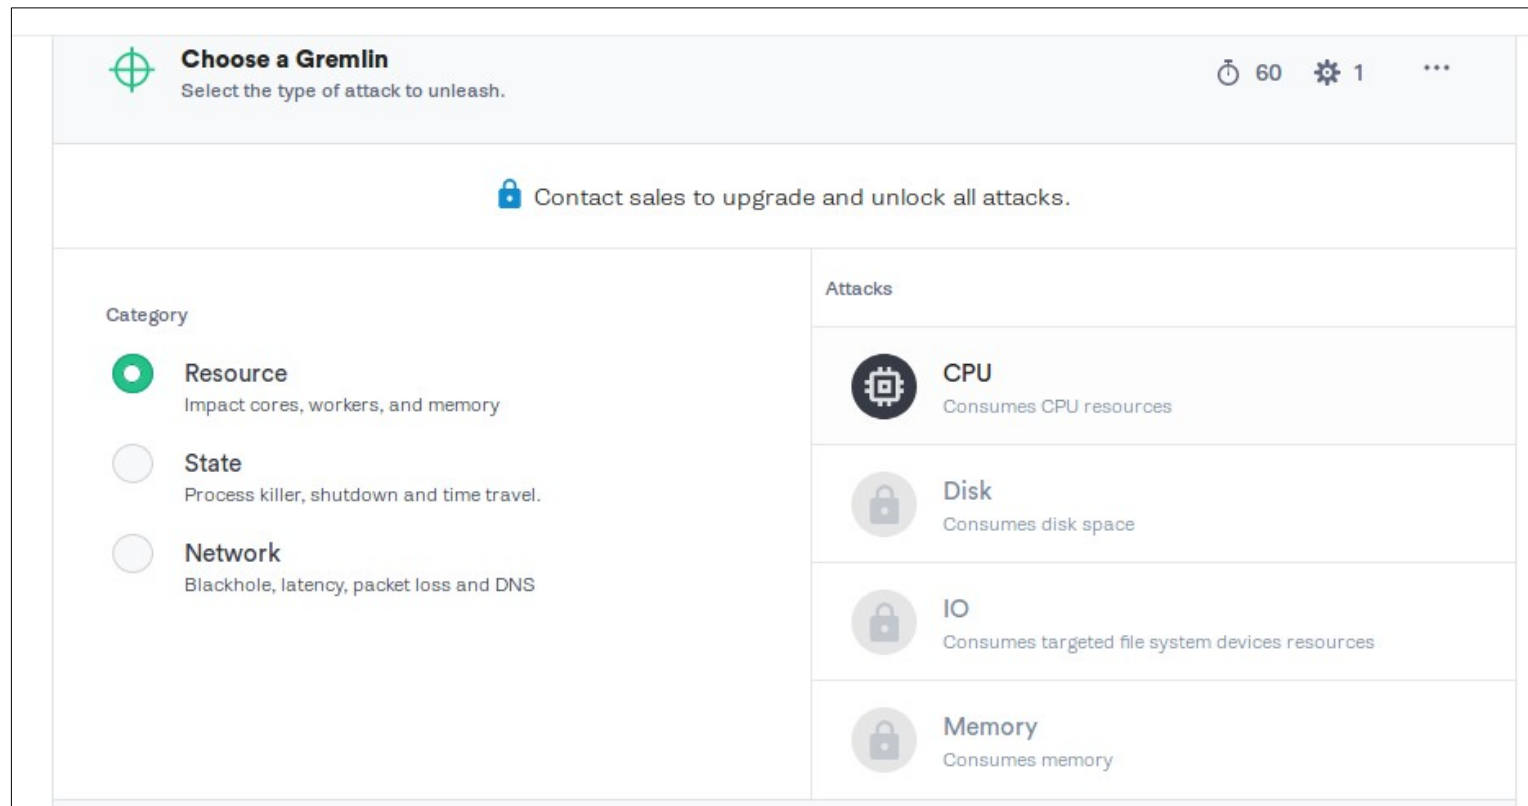 Choose a Gremlin
Select the type of attack to unleash.
60
1
Contact sales to upgrade and unlock all attacks.
Category
Resource
Impact cores, workers, and memory
State
Process killer, shutdown and time travel.
Network
Blackhole, latency, packet loss and DNS
Attacks
CPU
Consumes CPU resources
Disk
Consumes disk space
IO
Consumes targeted file system devices resources
Memory
Consumes memory